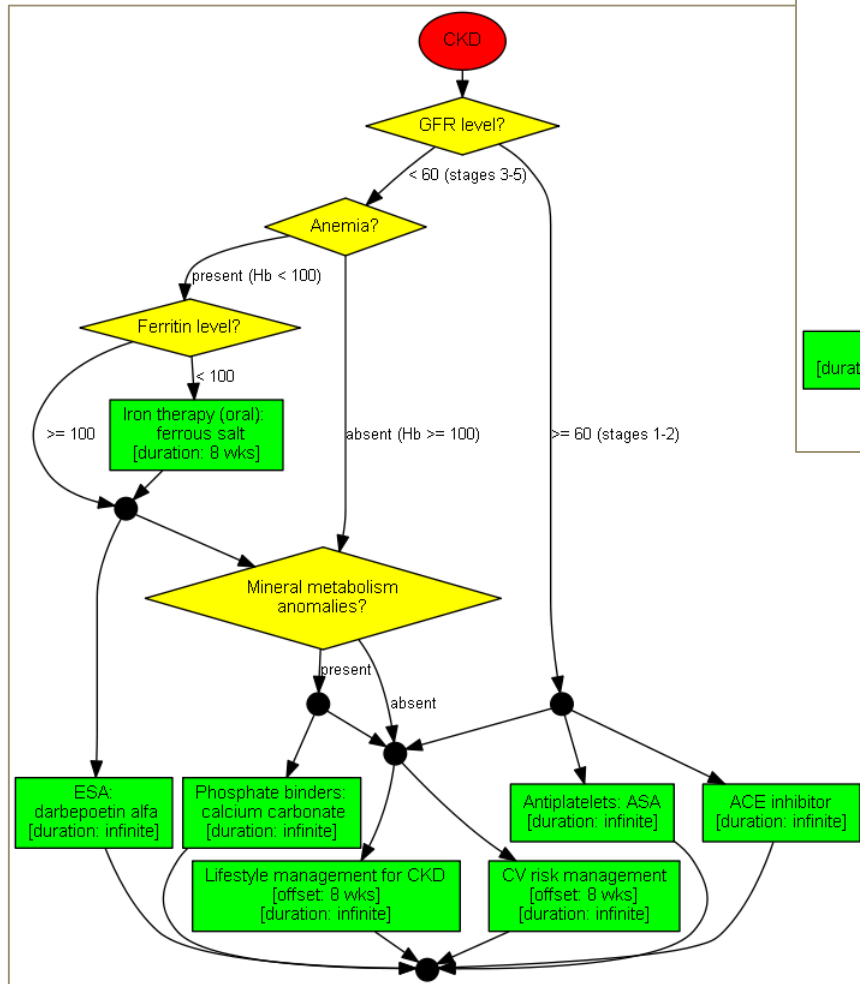 CKD
GFR level?
< 60 (stages 3-5)
Anemia?
present (Hb < 100)
Ferritin level?
< 100
Iron therapy (oral):
ferrous salt
[duration: 8 wks]
>= 100
absent (Hb >= 100)
>= 60 (stages 1-2)
Mineral metabolism
anomalies?
present
absent
ESA:
darbepoetin alfa
[duration: infinite]
Phosphate binders:
calcium carbonate
[duration: infinite]
Antiplatelets: ASA
[duration: infinite]
ACE inhibitor
[duration: infinite]
Lifestyle management for CKD
[offset: 8 wks]
[duration: infinite]
CV risk management
[offset: 8 wks]
[duration: infinite]
[durat